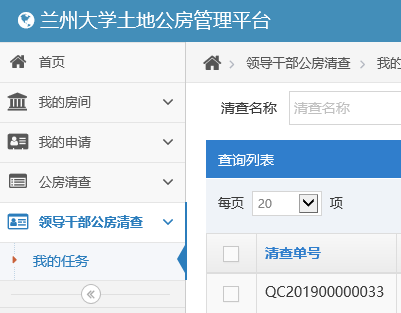 兰州大学土地公房管理平台
首页
我的房间
我的申请
公房清查
领导干部公房清查
我的任务
领导干部公房清查
清查名称 清查名称
查询列表
每页 20 项
清查单号
QC201900000033